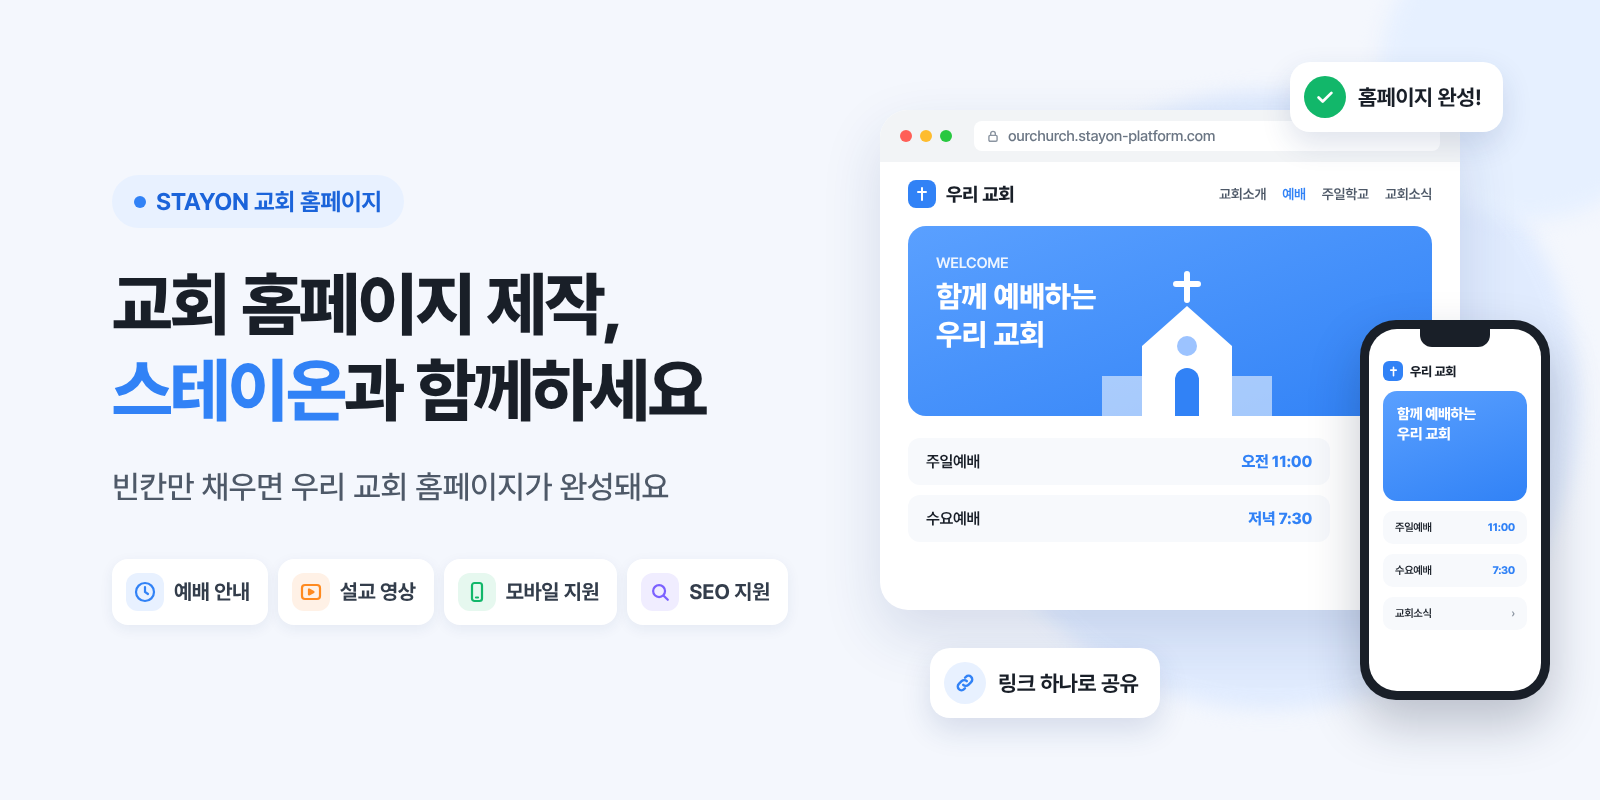 STAYON 교회 홈페이지
교회 홈페이지 제작,
스테이온과 함께하세요
빈칸만 채우면 우리 교회 홈페이지가 완성돼요
예배 안내
설교 영상
모바일 지원
SEO 지원
홈페이지 완성!
ourchurch.stayon-platform.com
우리 교회
교회소개 예배 주일학교 교회소식
WELCOME
함께 예배하는
우리 교회
주일예배 오전 11:00
수요예배 저녁 7:30
우리 교회
함께 예배하는
우리 교회
주일예배 11:00
수요예배 7:30
교회소식 ›
링크 하나로 공유